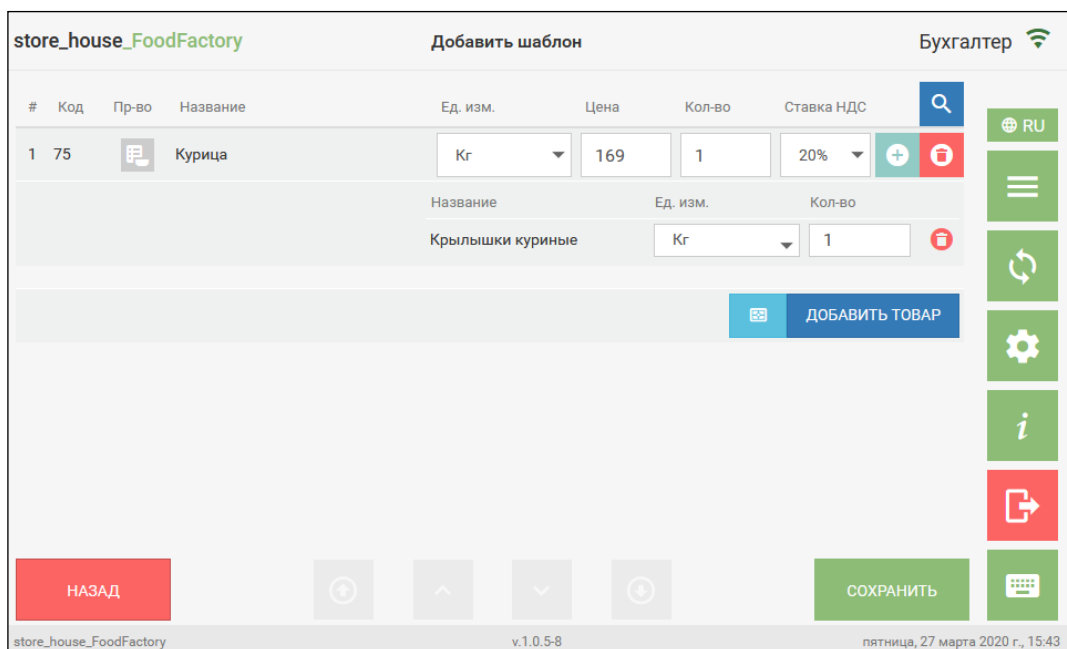 store_house_FoodFactory Добавить шаблон Бухгалтер
# Код Пр-во Название Ед. изм. Цена Кол-во Ставка НДС
RU
1 75 Курица Кг 169 1 20%
Название Ед. изм. Кол-во
Крылышки куриные Кг 1
ДОБАВИТЬ ТОВАР
i
НАЗАД СОХРАНИТЬ
store_house_FoodFactory v.1.0.5-8 пятница, 27 марта 2020 г., 15:43